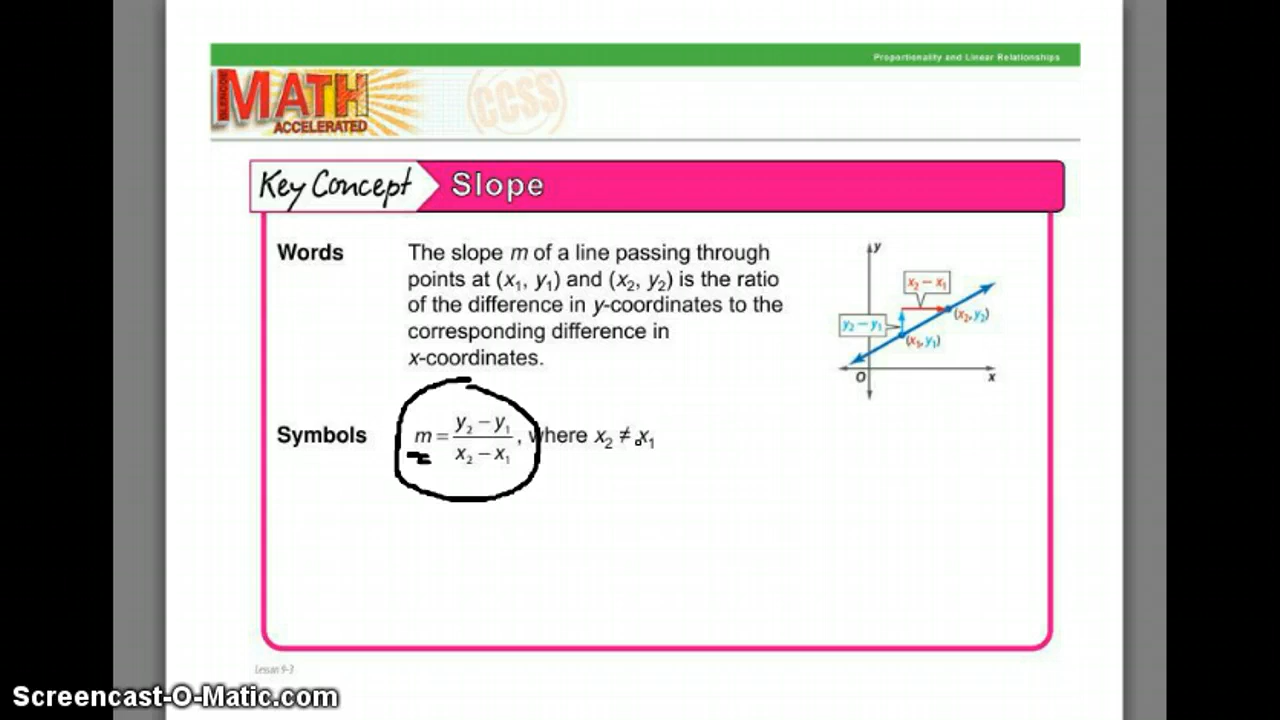 Proportionality and Linear Relationships
GLENCOE
MATH
ACCELERATED
CCSS
Key Concept
Slope
Words
The slope m of a line passing through
points at (x₁, y₁) and (x₂, y₂) is the ratio
of the difference in y-coordinates to the
corresponding difference in
x-coordinates.
y
x₂ − x₁
y₂ − y₁
(x₂, y₂)
(x₁, y₁)
O
x
Symbols
m = (y₂ − y₁)/(x₂ − x₁), where x₂ ≠ x₁
Lesson 9-3
Screencast-O-Matic.com